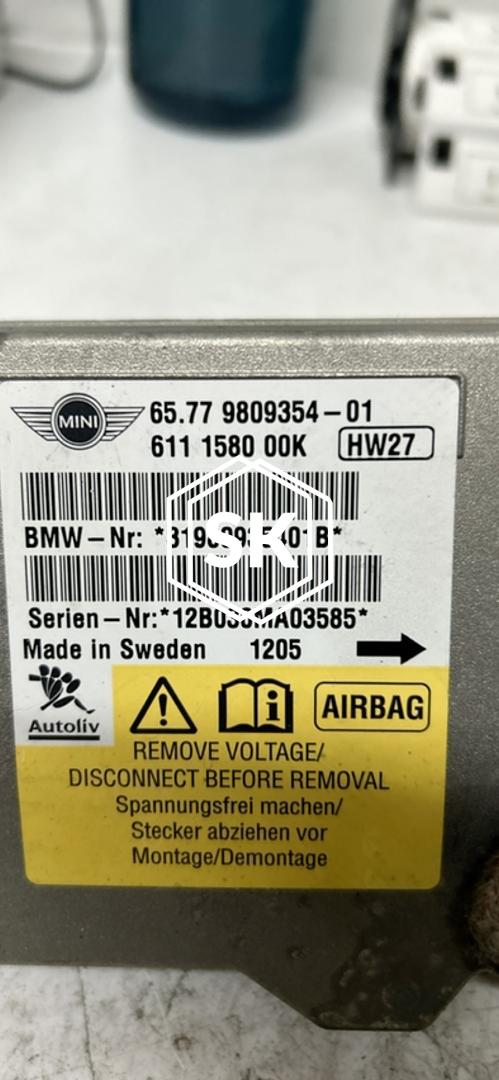 MINI
65.77 9809354-01
611 1580 00K HW27
SK
BMW-Nr:
Serien-Nr:
Made in Sweden 1205
Autoliv
AIRBAG
REMOVE VOLTAGE/
DISCONNECT BEFORE REMOVAL
Spannungsfrei machen/
Stecker abziehen vor
Montage/Demontage